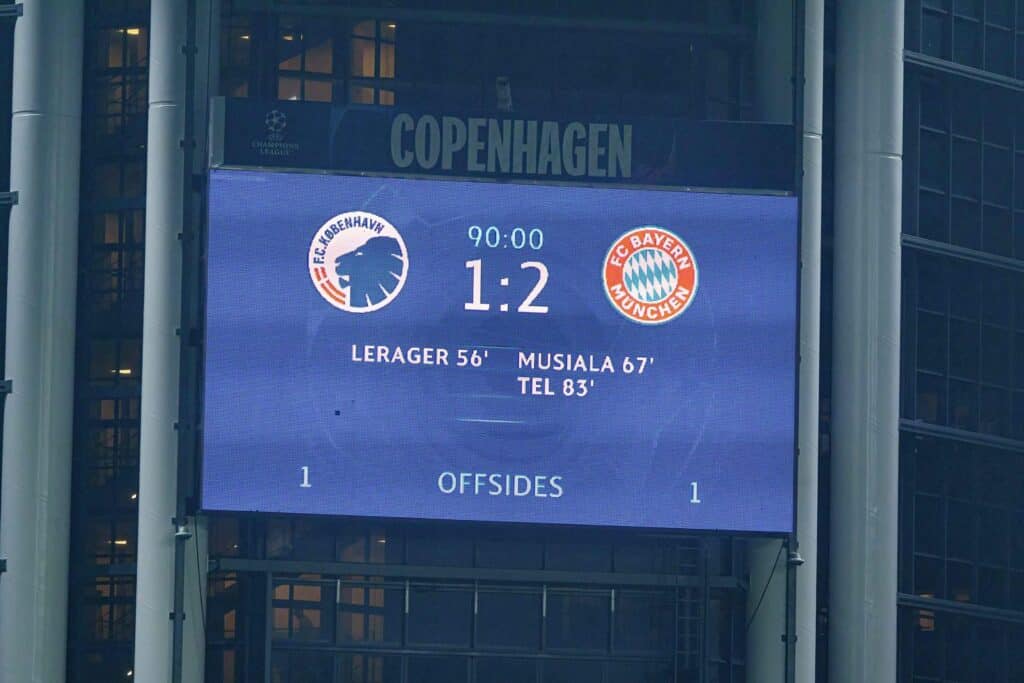 UEFA
CHAMPIONS
LEAGUE
COPENHAGEN
F.C. KØBENHAVN
90:00
FC BAYERN
MÜNCHEN
1:2
LERAGER 56' MUSIALA 67'
TEL 83'
1 OFFSIDES 1